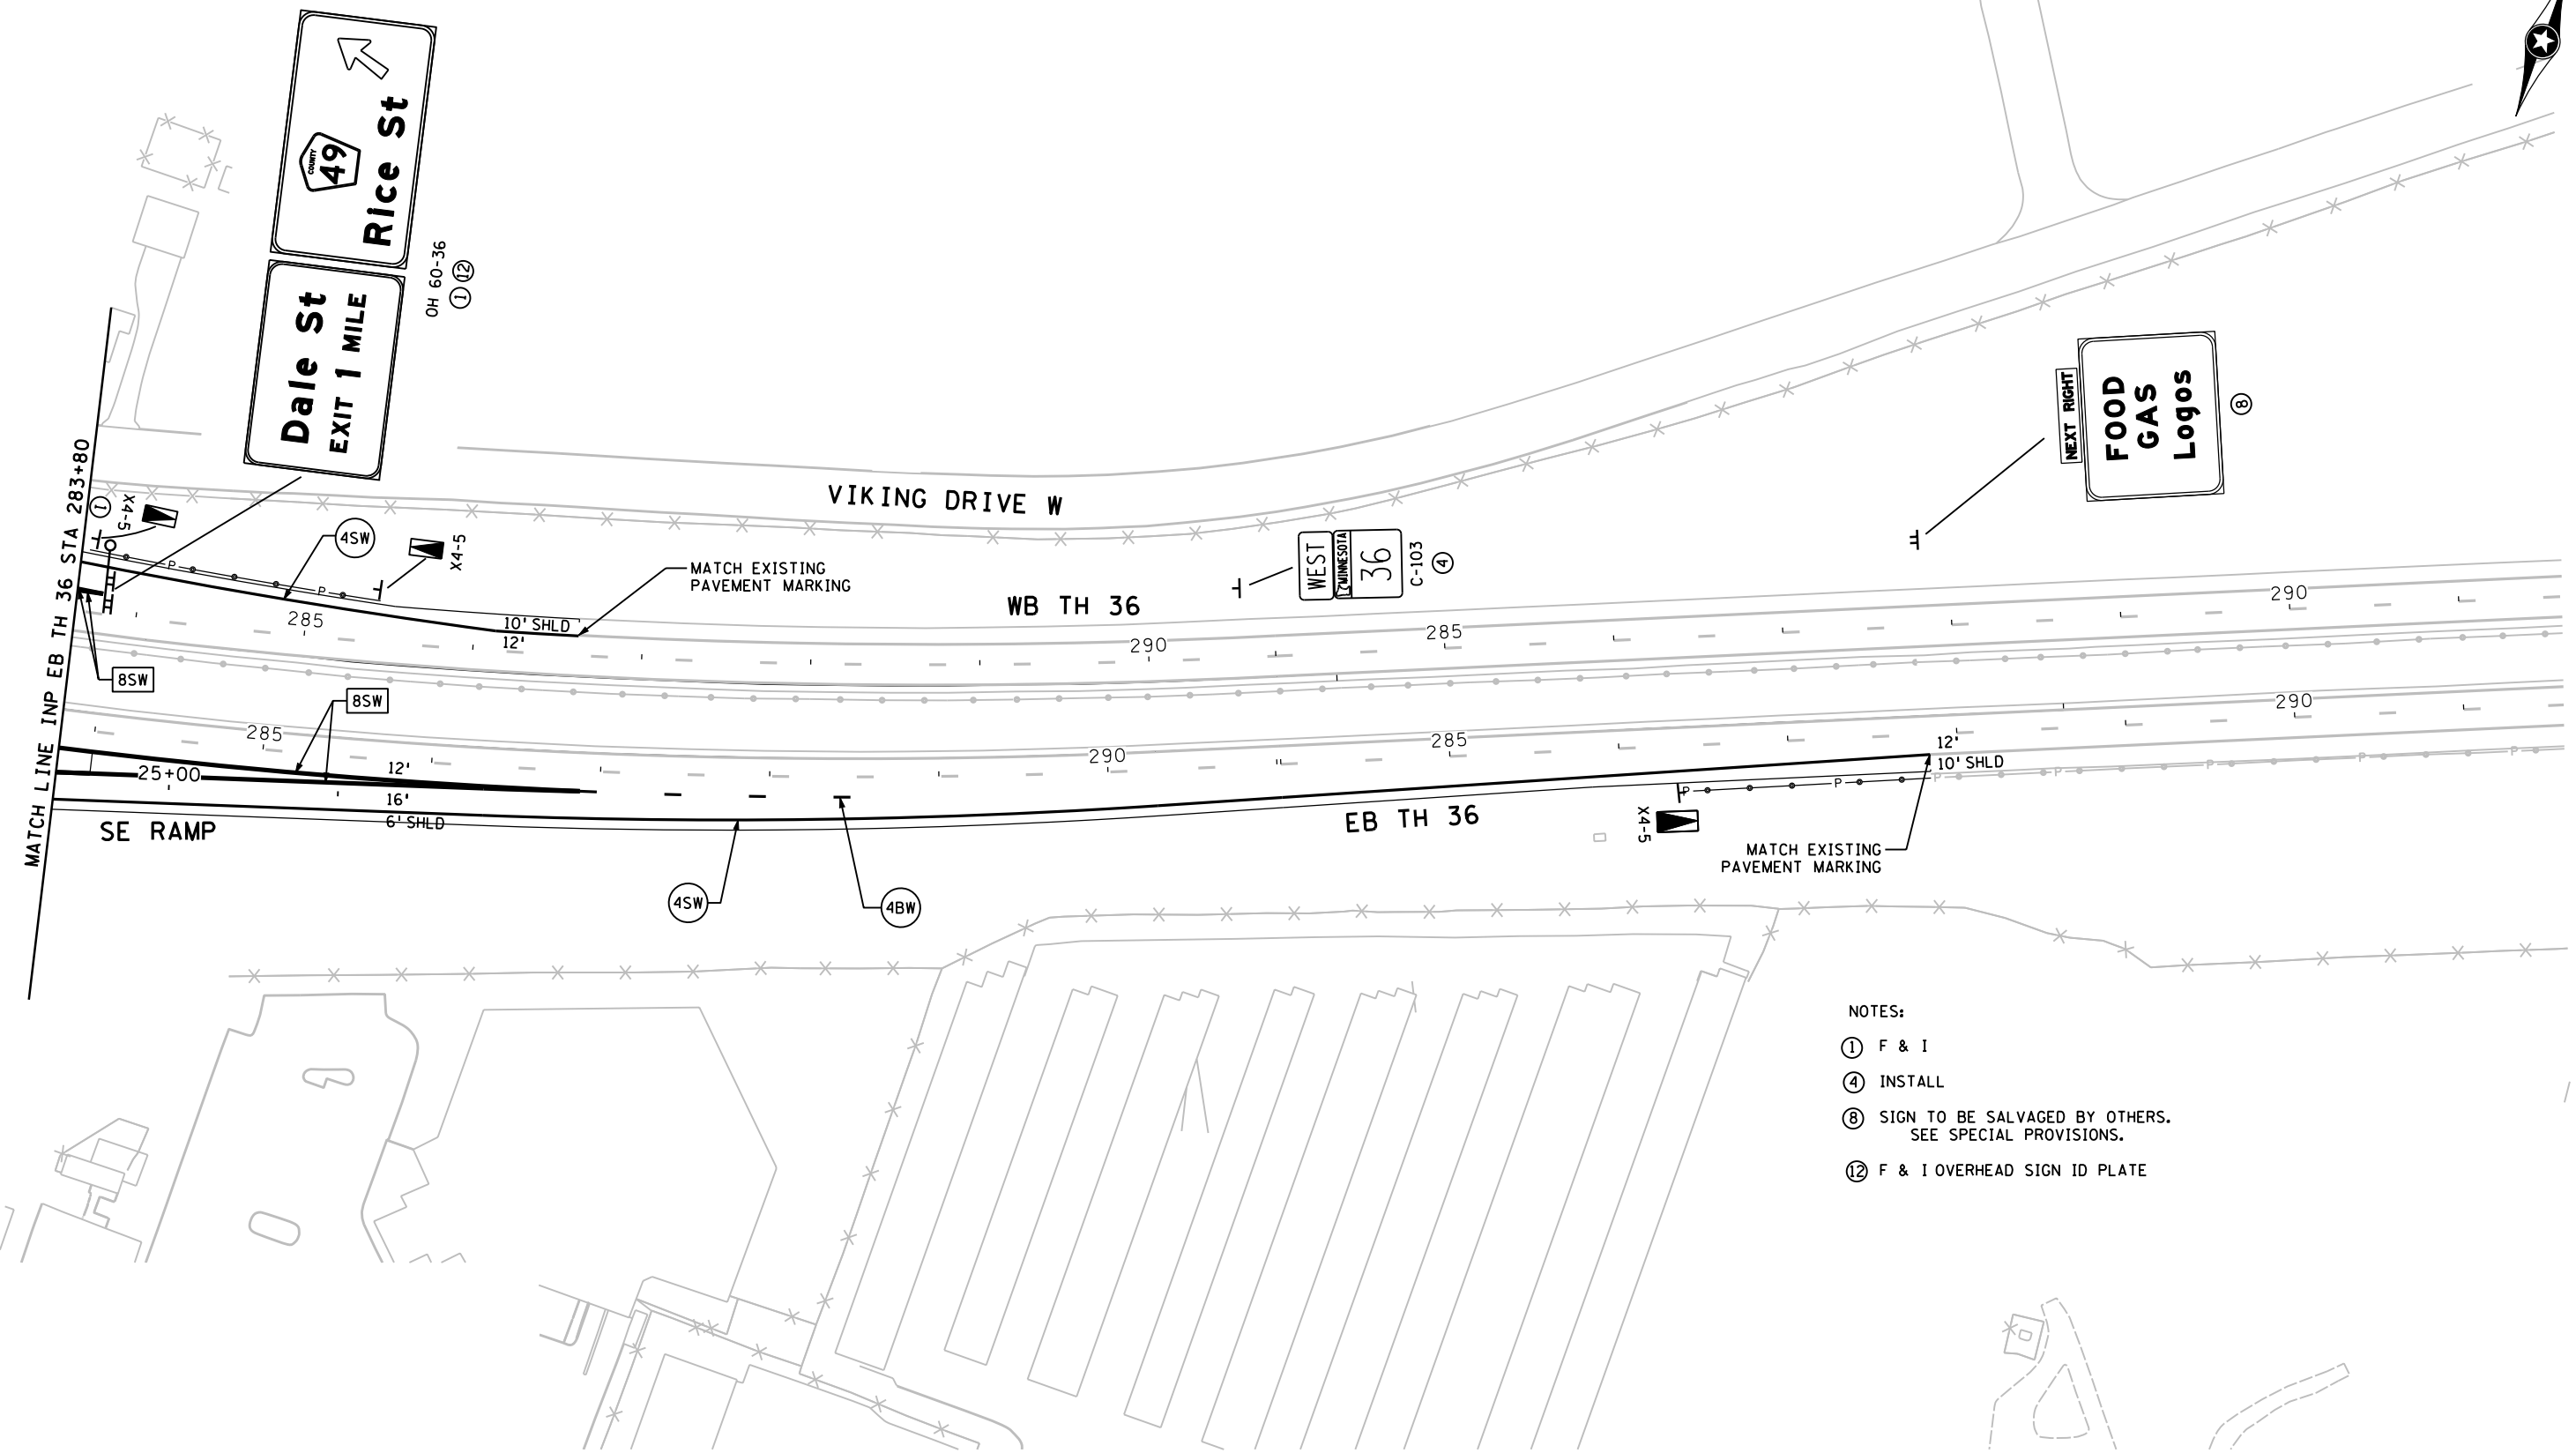 Rice St
COUNTY
49
Dale St
EXIT 1 MILE
OH 60-36
1 12
MATCH LINE INP EB TH 36 STA 283+80
1
X4-5
4SW
X4-5
MATCH EXISTING
PAVEMENT MARKING
VIKING DRIVE W
WB TH 36
WEST
MINNESOTA
36
C-103
4
NEXT RIGHT
FOOD
GAS
Logos
8
P
P
285
10' SHLD
12'
290
285
290
8SW
8SW
285
290
285
290
25+00
12'
16'
6' SHLD
SE RAMP
EB TH 36
12'
10' SHLD
P
P
P
P
P
P
P
X4-5
MATCH EXISTING
PAVEMENT MARKING
4SW
4BW
NOTES:
1 F & I
4 INSTALL
8 SIGN TO BE SALVAGED BY OTHERS.
SEE SPECIAL PROVISIONS.
12 F & I OVERHEAD SIGN ID PLATE